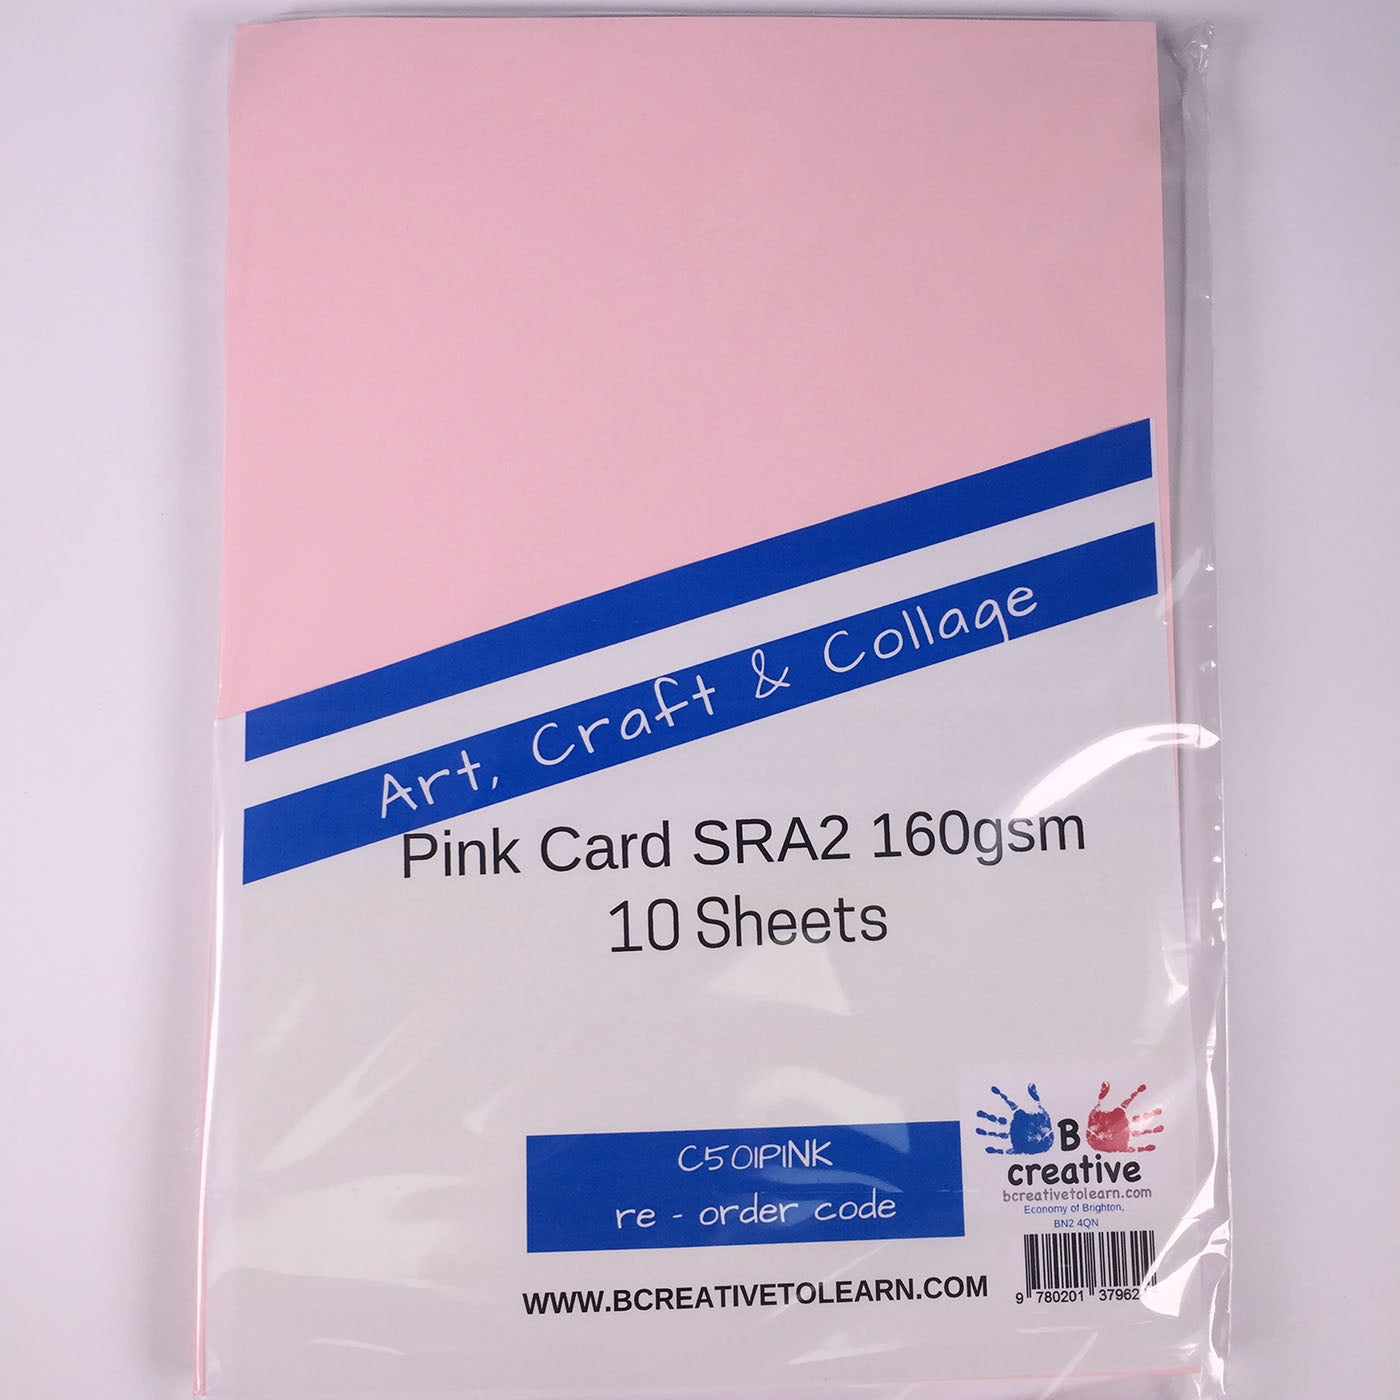 Art, Craft & Collage
Pink Card SRA2 160gsm
10 Sheets
C501PINK
re - order code
B
creative
bcreativetolearn.com
Economy of Brighton,
BN2 4QN
WWW.BCREATIVETOLEARN.COM
9 780201 37962